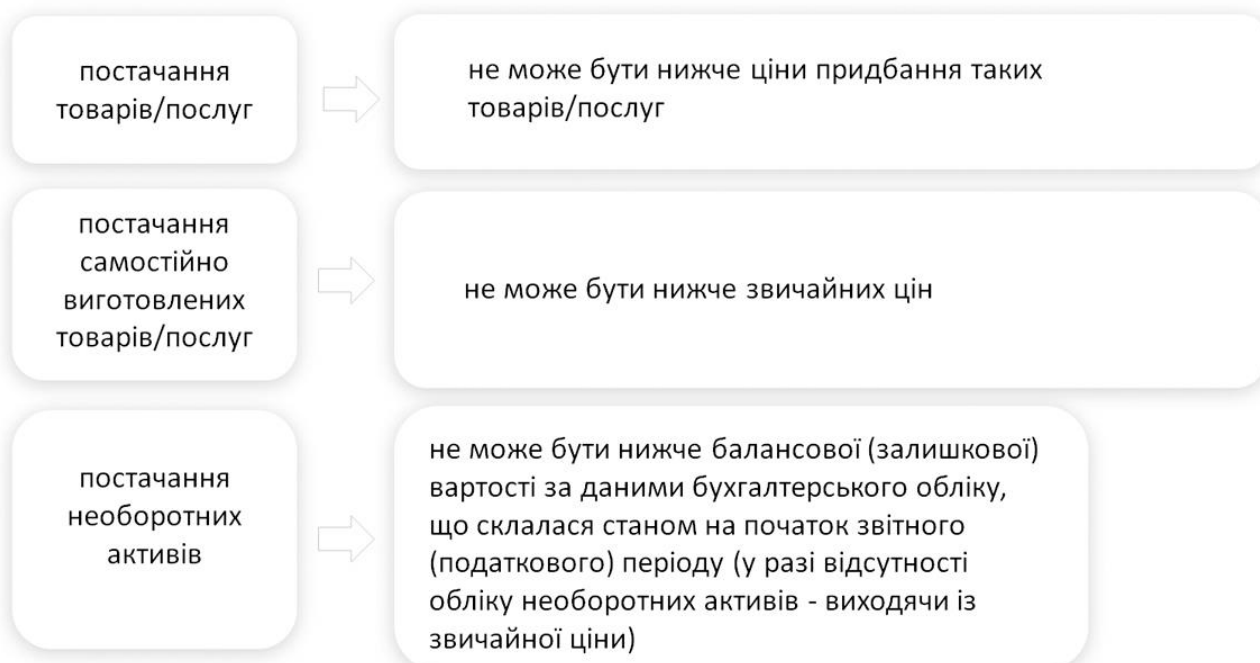 постачання
товарів/послуг
не може бути нижче ціни придбання таких
товарів/послуг
постачання
самостійно
виготовлених
товарів/послуг
не може бути нижче звичайних цін
постачання
необоротних
активів
не може бути нижче балансової (залишкової)
вартості за даними бухгалтерського обліку,
що склалася станом на початок звітного
(податкового) періоду (у разі відсутності
обліку необоротних активів - виходячи із
звичайної ціни)